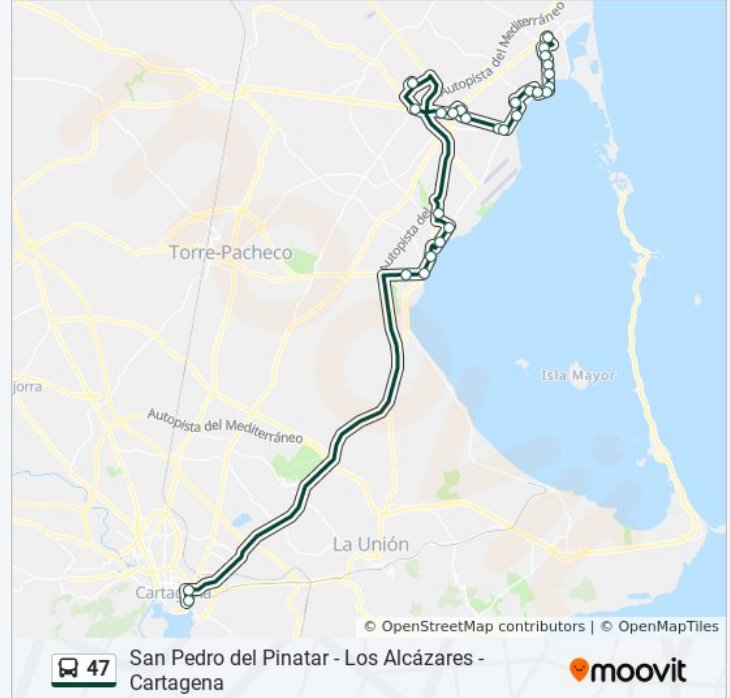 Autopista del Mediterráneo
Autopista del
Torre-Pacheco
Isla Mayor
jorra
Autopista del Mediterráneo
La Unión
Cartagena
© OpenStreetMap contributors | © OpenMapTiles
47
San Pedro del Pinatar - Los Alcázares -
Cartagena
moovit